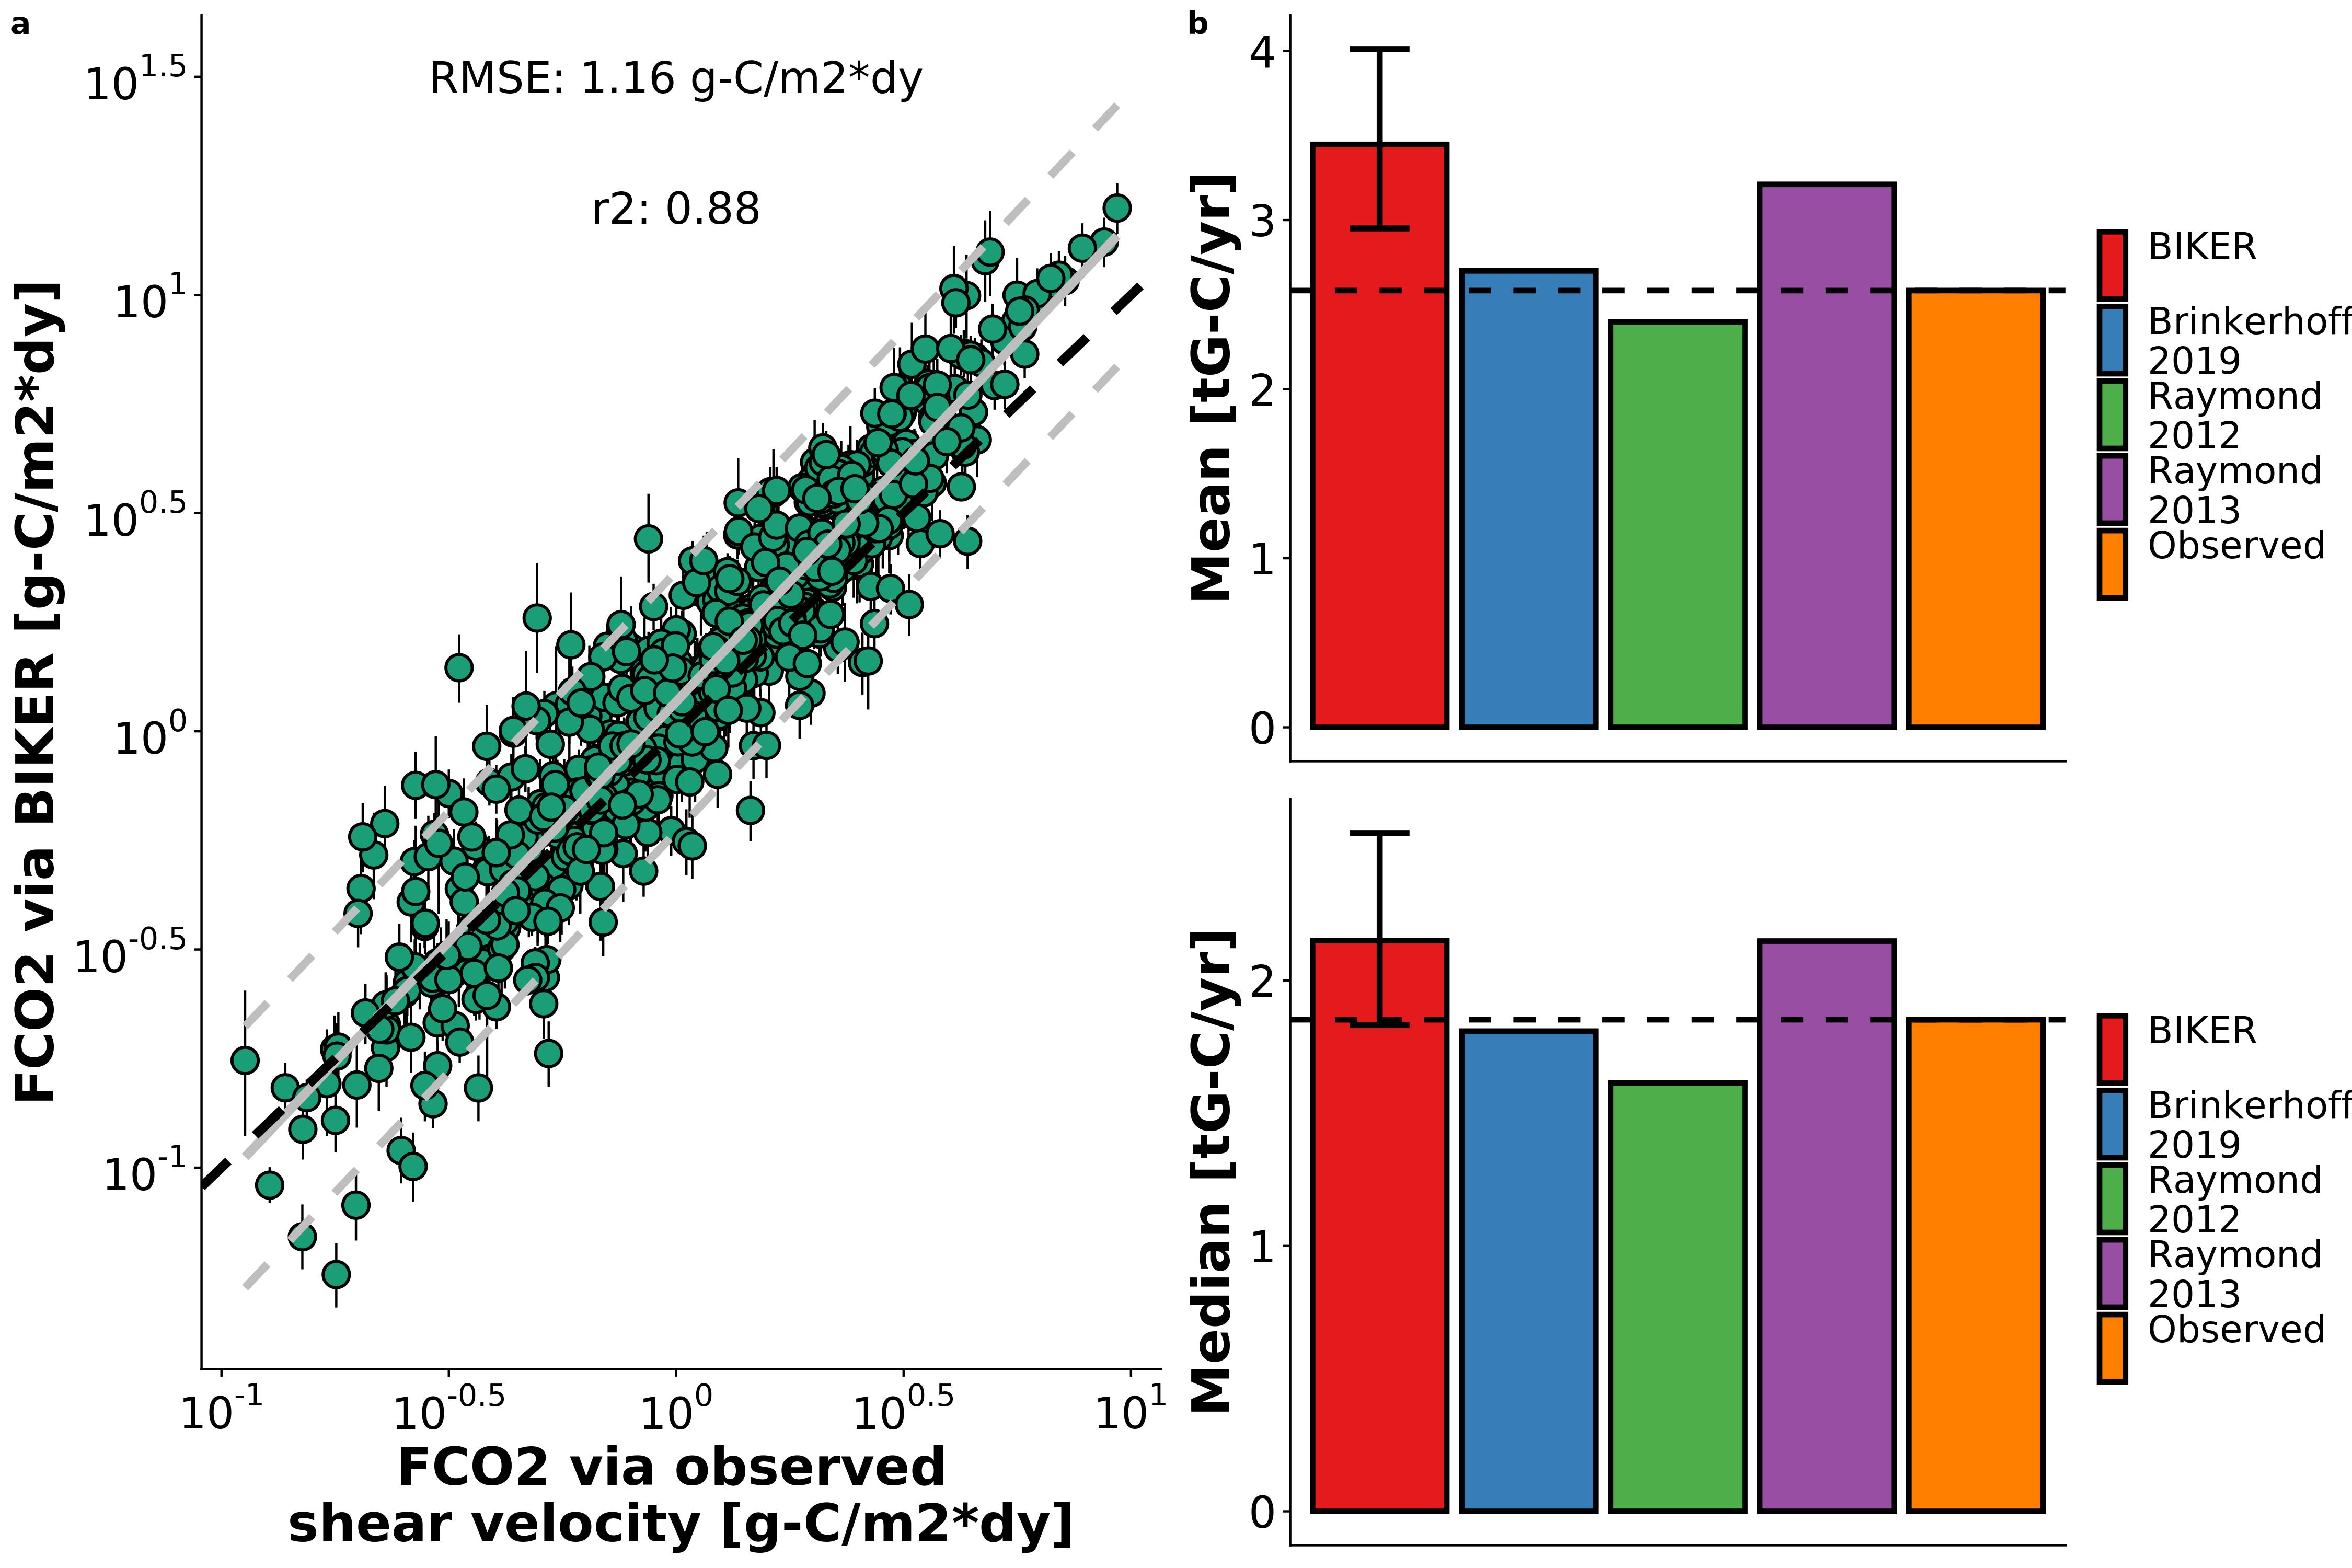 a
RMSE: 1.16 g-C/m2*dy
r2: 0.88
10^1.5
10^1
10^0.5
10^0
10^-0.5
10^-1
FCO2 via BIKER [g-C/m2*dy]
10^-1
10^-0.5
10^0
10^0.5
10^1
FCO2 via observed
shear velocity [g-C/m2*dy]
b
4
3
2
1
0
Mean [tG-C/yr]
BIKER
Brinkerhoff
2019
Raymond
2012
Raymond
2013
Observed
2
1
0
Median [tG-C/yr]
BIKER
Brinkerhoff
2019
Raymond
2012
Raymond
2013
Observed